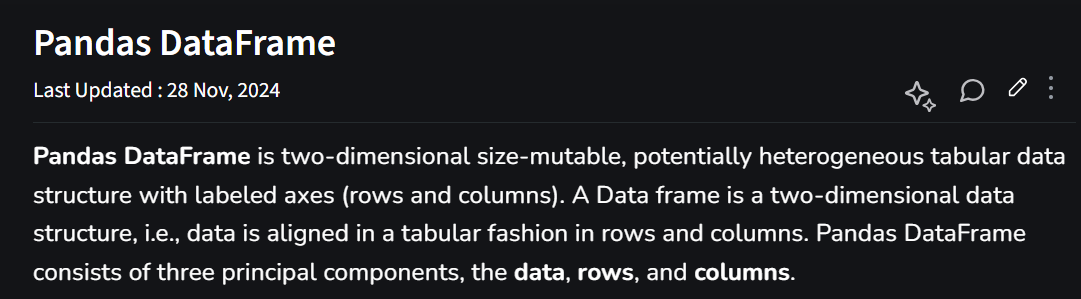 Pandas DataFrame
Last Updated : 28 Nov, 2024
Pandas DataFrame is two-dimensional size-mutable, potentially heterogeneous tabular data
structure with labeled axes (rows and columns). A Data frame is a two-dimensional data
structure, i.e., data is aligned in a tabular fashion in rows and columns. Pandas DataFrame
consists of three principal components, the data, rows, and columns.